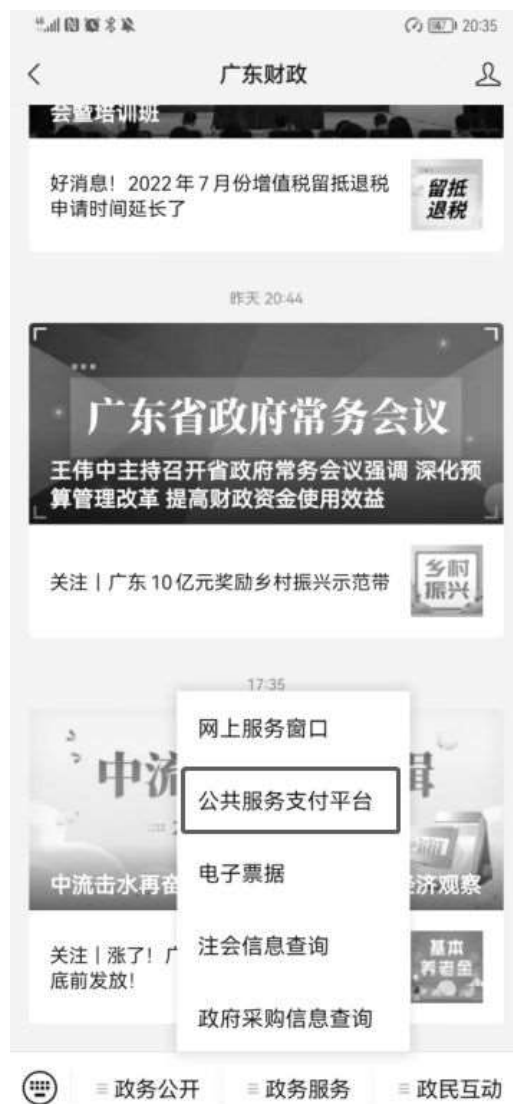 20:35
广东财政
会暨培训班
好消息！2022年7月份增值税留抵退税
申请时间延长了
留抵
退税
昨天 20:44
广东省政府常务会议
王伟中主持召开省政府常务会议强调 深化预
算管理改革 提高财政资金使用效益
关注丨广东10亿元奖励乡村振兴示范带
乡村
振兴
17:35
网上服务窗口
中流
辑
公共服务支付平台
电子票据
中流击水再奋
经济观察
注会信息查询
关注丨涨了！广
底前发放！
基本
养老金
政府采购信息查询
政务公开
政务服务
政民互动